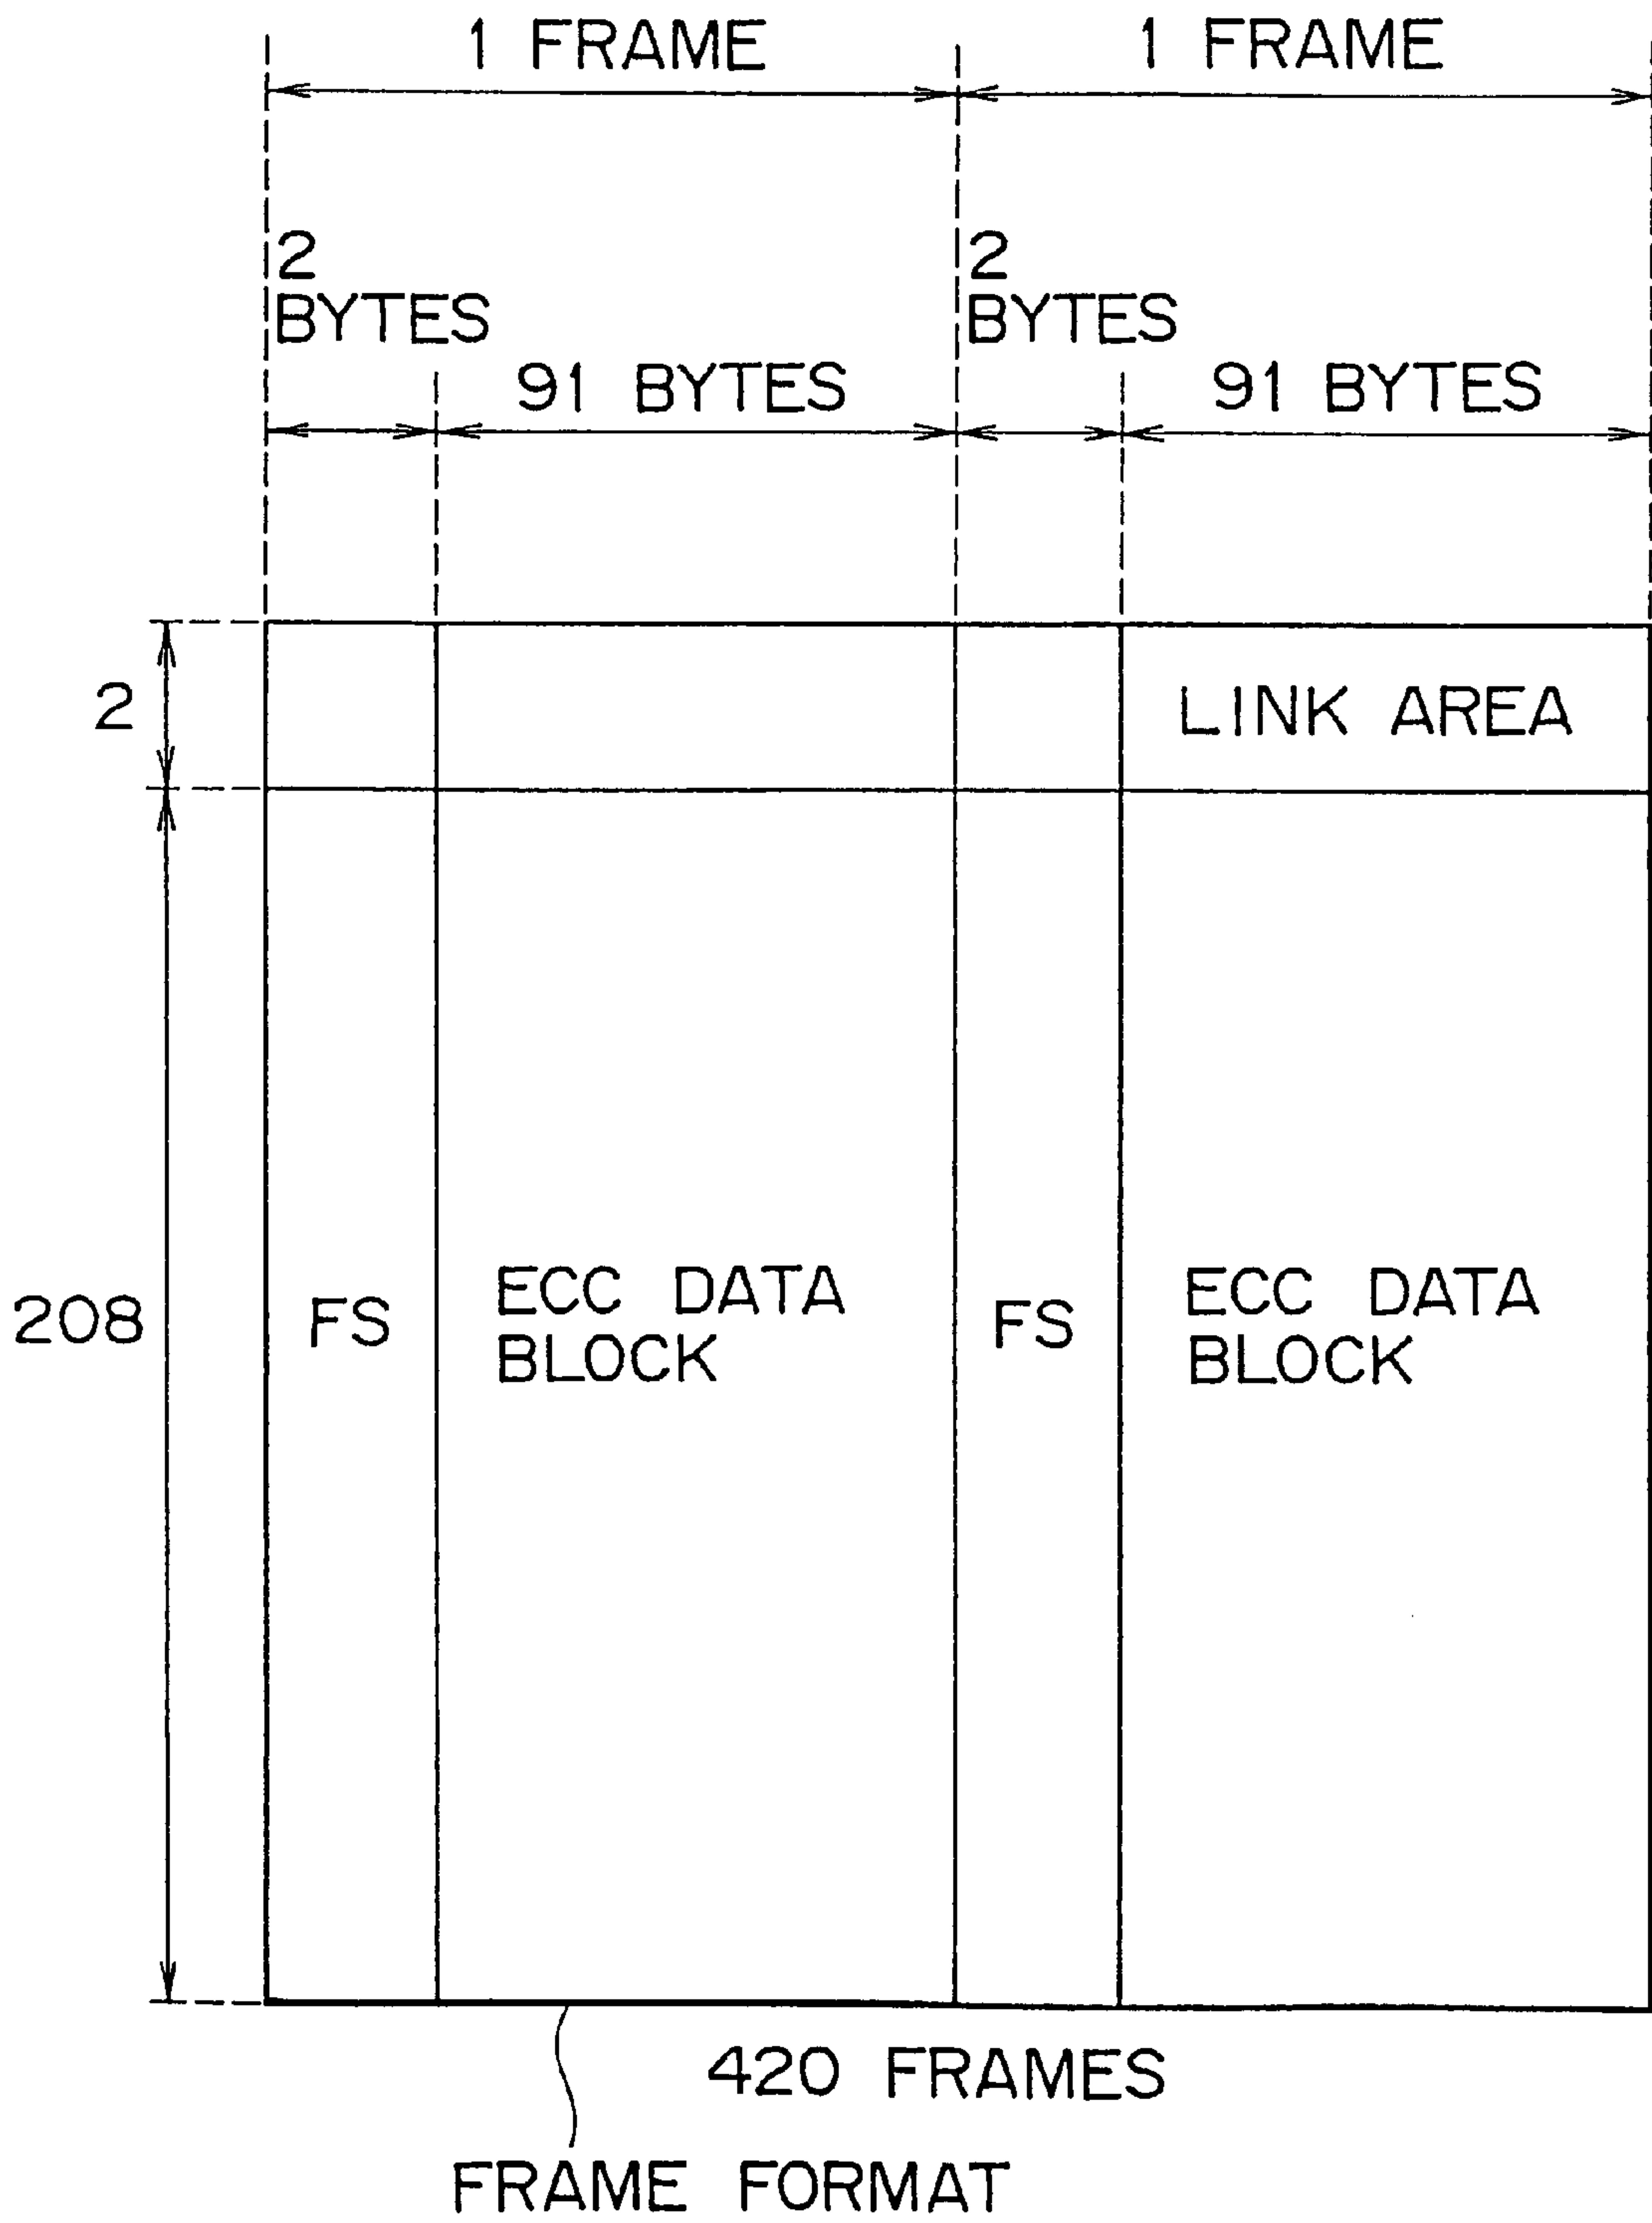 1 FRAME 1 FRAME
2 2
BYTES BYTES
91 BYTES 91 BYTES
2
LINK AREA
208
FS
ECC DATA
BLOCK
FS
ECC DATA
BLOCK
420 FRAMES
FRAME FORMAT